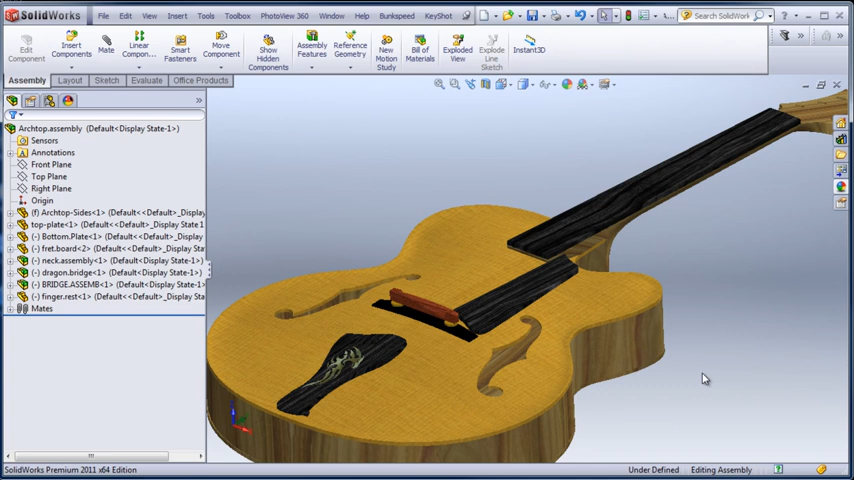 SolidWorks File Edit View Insert Tools Toolbox PhotoView 360 Window Bunkspeed KeyShot Search SolidWork
Edit Component
Insert Components
Mate
Linear Compon...
Smart Fasteners
Move Component
Show Hidden Components
Assembly Features
Reference Geometry
New Motion Study
Bill of Materials
Exploded View
Explode Line Sketch
Instant3D
Assembly Layout Sketch Evaluate Office Products
Archtop.assembly (Default<Display State-1>)
Sensors
Annotations
Front Plane
Top Plane
Right Plane
Origin
(f) Archtop-Sides<1> (Default<<Default>_Display
top-plate<1> (Default<<Default>_Display State 1
(-) Bottom.Plate<1> (Default<<Default>_Display
(-) fret.board<2> (Default<<Default>_Display Sta
(-) neck.assembly<1> (Default<Display State-1>)
(-) dragon.bridge<1> (Default<Display State-1>)
(-) BRIDGE.ASSEMB<1> (Default<Display State-1
(-) finger.rest<1> (Default<<Default>_Display Sta
Mates
SolidWorks Premium 2011 x64 Edition Under Defined Editing Assembly